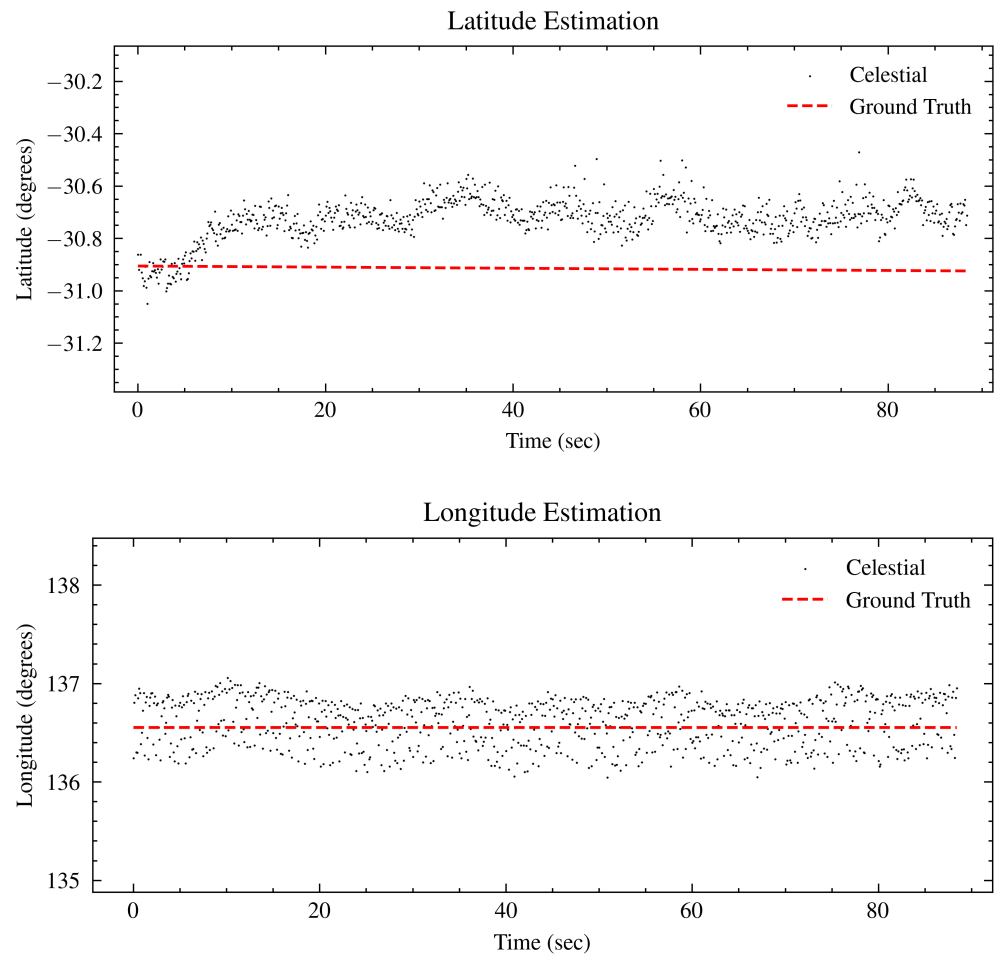 Latitude Estimation
−30.2
−30.4
−30.6
−30.8
−31.0
−31.2
Latitude (degrees)
Celestial
Ground Truth
0 20 40 60 80
Time (sec)
Longitude Estimation
138
137
136
135
Longitude (degrees)
Celestial
Ground Truth
0 20 40 60 80
Time (sec)